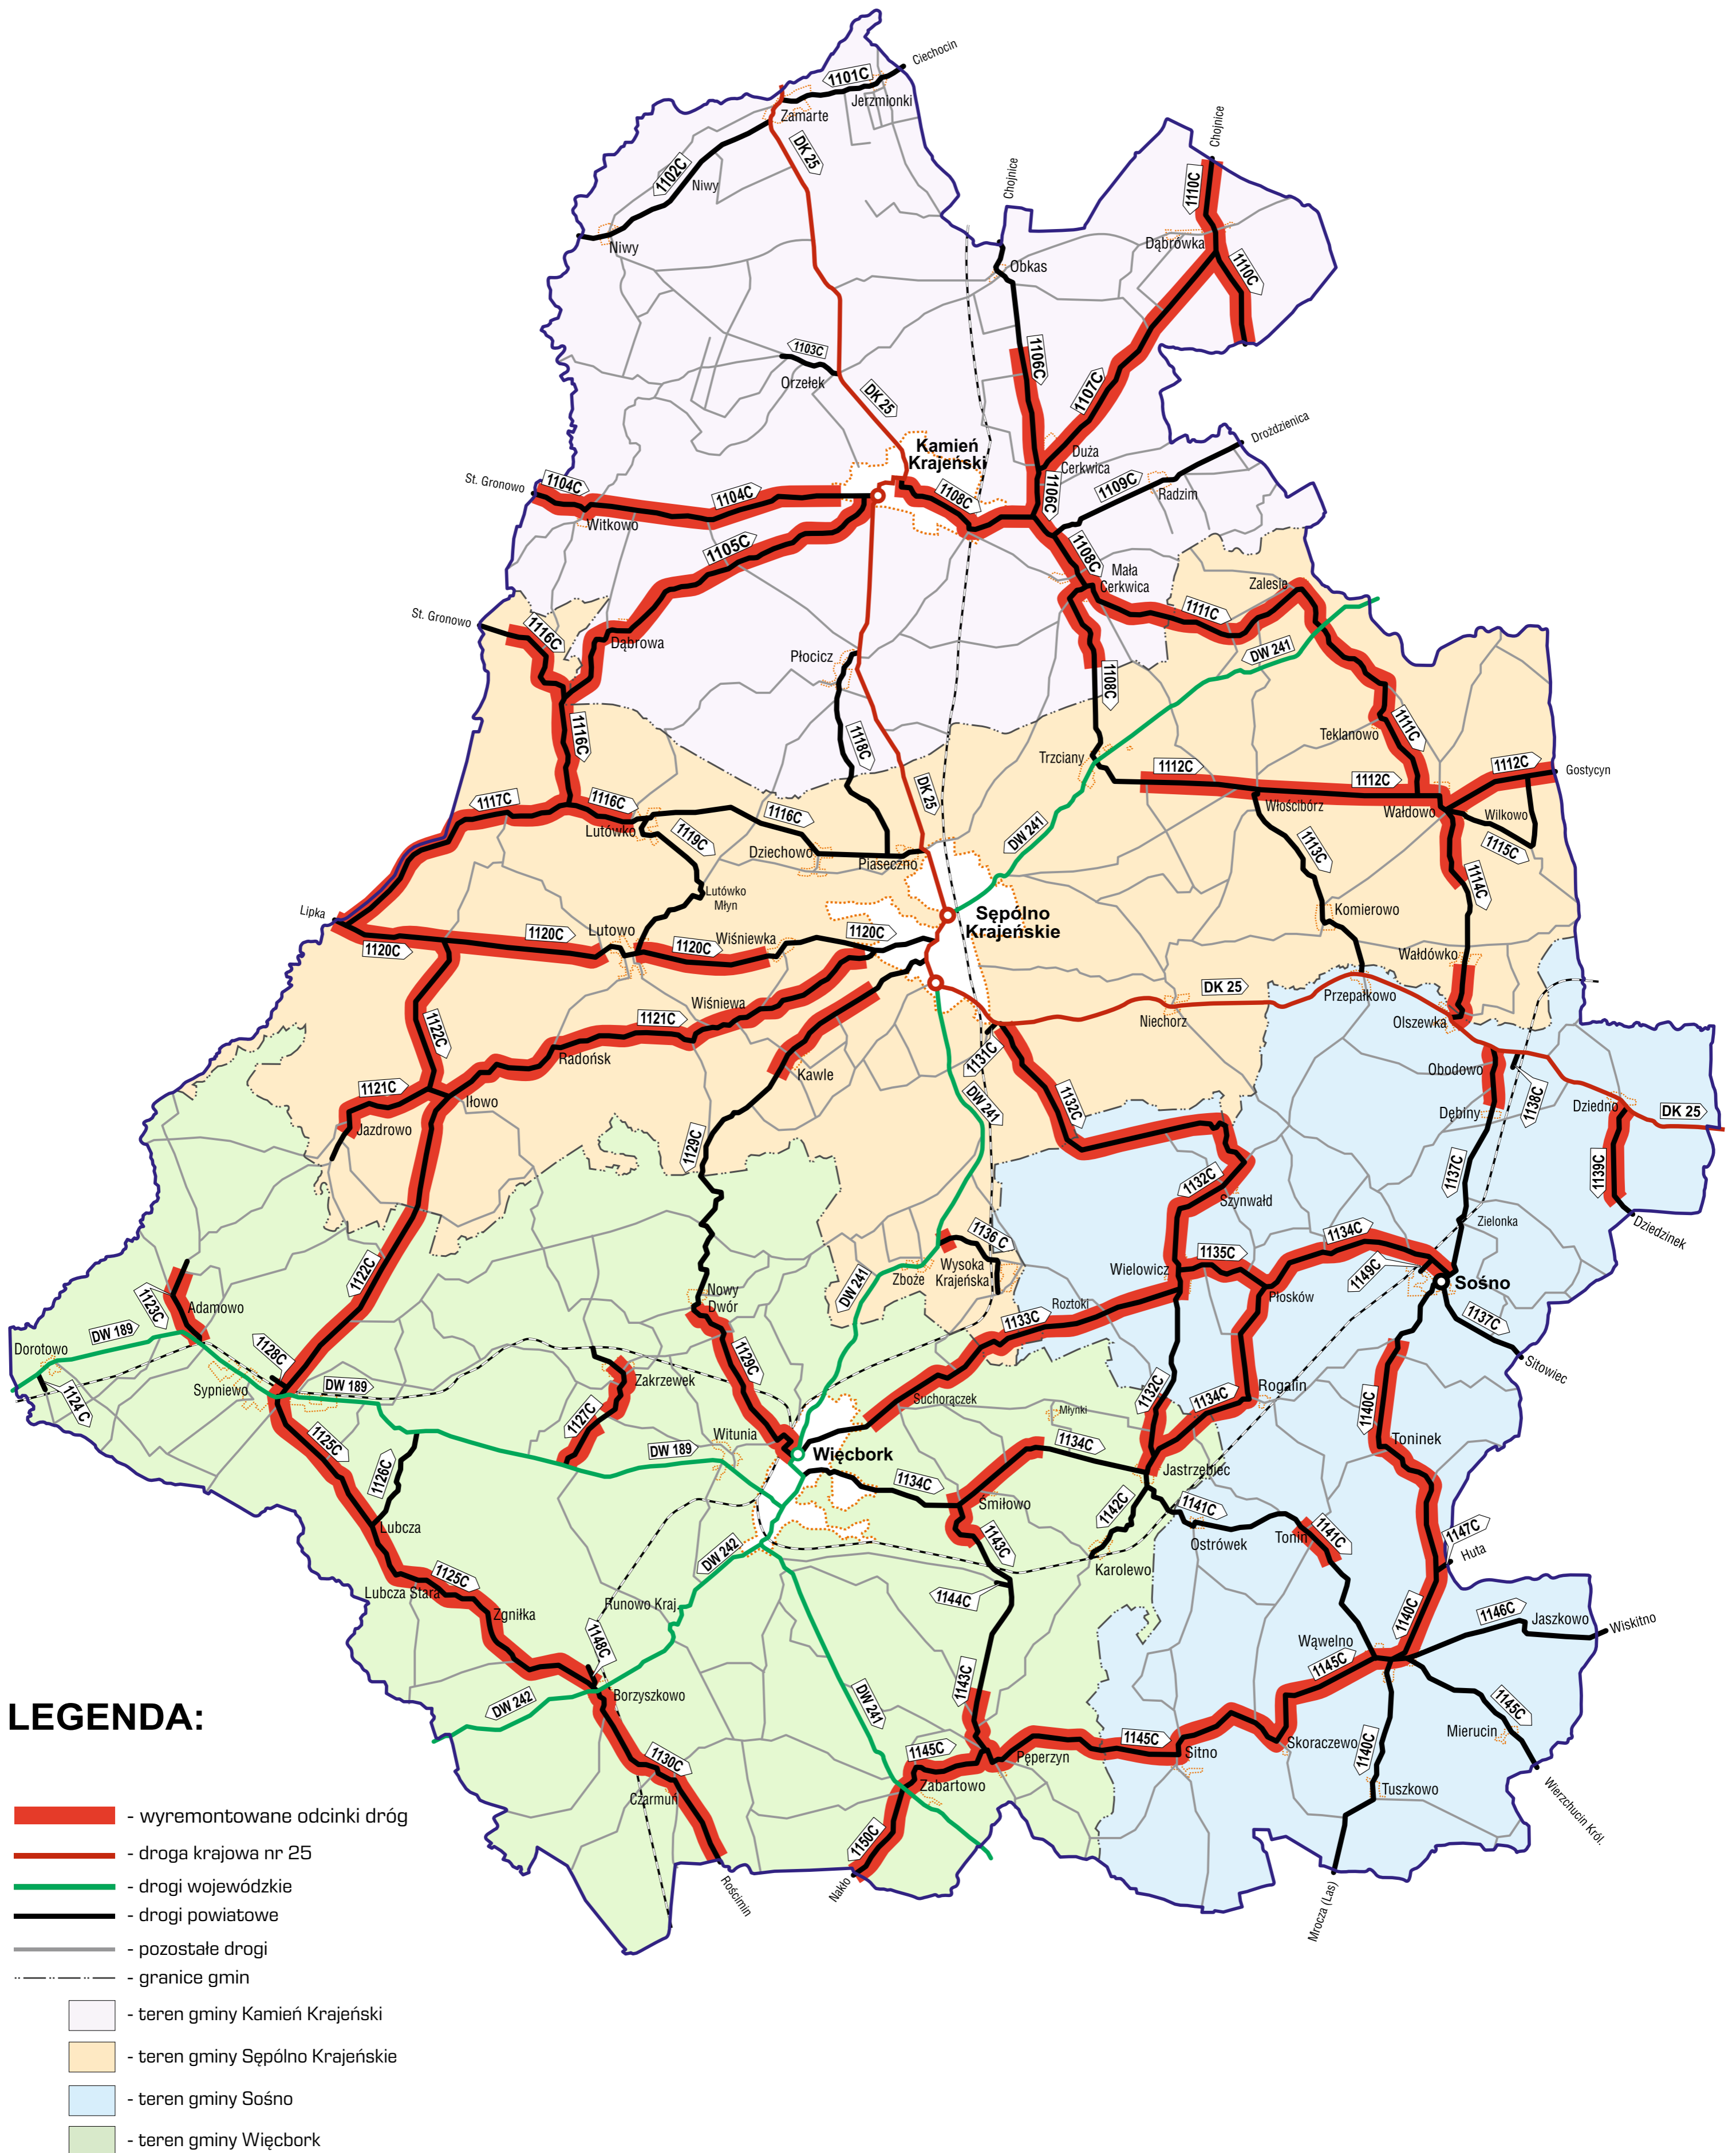 Ciechocin
1101C
Jerzmionki
Zamarte
DK 25
1102C
Niwy
Niwy
Chojnice
Chojnice
1110C
Dąbrówka
1110C
Obkas
1103C
Orzełek
1106C
1107C
DK 25
Kamień
Krajeński
Duża
Cerkwica
Drożdzienica
St. Gronowo
1104C
1104C
1108C
1106C
1109C
Radzim
Witkowo
1105C
1108C
Mała
Cerkwica
Zalesie
St. Gronowo
1116C
1111C
Dąbrowa
Płocicz
DW 241
1108C
1116C
1118C
1111C
Teklanowo
Trzciany
1112C
1112C
1112C
Gostycyn
DK 25
1117C
1116C
1116C
Włościbórz
Wałdowo
Wilkowo
Lutówko
1119C
Dziechowo
Piaseczno
DW 241
1113C
1115C
1114C
Lutówko
Młyn
Lipka
Sępólno
Krajeńskie
Komierowo
1120C
1120C
Lutowo
1120C
Wiśniewka
1120C
Wałdówko
DK 25
Przepałkowo
Wiśniewa
1121C
Niechorz
Olszewka
1122C
Radońsk
1131C
Kawle
Obodowo
1138C
1121C
Iłowo
DW 241
1132C
Dębiny
Dziedno
DK 25
Jazdrowo
1129C
1137C
1139C
1132C
Szynwałd
Zielonka
Dziedzinek
1136 C
1134C
Wysoka
Krajeńska
Zboże
Wielowicz
1135C
1149C
Sośno
1122C
1123C
Adamowo
Nowy
Dwór
DW 241
Roztoki
1133C
Płosków
1137C
Dorotowo
DW 189
1128C
Sitowiec
1124 C
Sypniewo
DW 189
1129C
Zakrzewek
Suchorączek
1132C
1134C
Rogalin
1140C
1127C
Młynki
Witunia
1125C
DW 189
Więcbork
1134C
Toninek
1126C
1134C
Jastrzębiec
Śmiłowo
1142C
1141C
Lubcza
1143C
Ostrówek
Tonin
1141C
1147C
Huta
DW 242
Karolewo
1125C
Lubcza Stara
1144C
1140C
1146C
Zgniłka
Runowo Kraj.
Jaszkowo
Wiskitno
1148C
Wąwelno
1145C
1143C
Borzyszkowo
DW 242
DW 241
1145C
Mierucin
1130C
1145C
1145C
Pęperzyn
Sitno
Skoraczewo
1140C
Czarmuń
Zabartowo
Tuszkowo
Wierzchucin Król.
1150C
Nakło
Rościmin
Mrocza (Las)
LEGENDA:
- wyremontowane odcinki dróg
- droga krajowa nr 25
- drogi wojewódzkie
- drogi powiatowe
- pozostałe drogi
- granice gmin
- teren gminy Kamień Krajeński
- teren gminy Sępólno Krajeńskie
- teren gminy Sośno
- teren gminy Więcbork